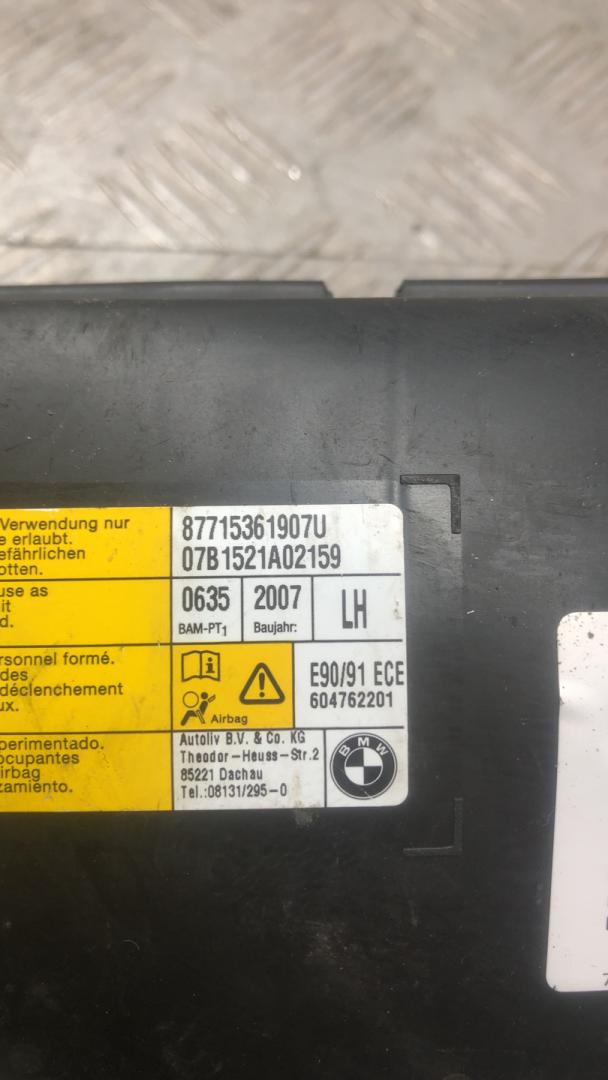 Verwendung nur
e erlaubt.
efährlichen
otten.
87715361907U
07B1521A02159
use as
it
d.
0635
BAM-PT1
2007
Baujahr:
LH
ersonnel formé.
des
déclenchement
ux.
Airbag
E90/91 ECE
604762201
perimentado.
ocupantes
irbag
zamiento.
Autoliv B.V. & Co. KG
Theodor-Heuss-Str.2
85221 Dachau
Tel.:08131/295-0
BMW
7